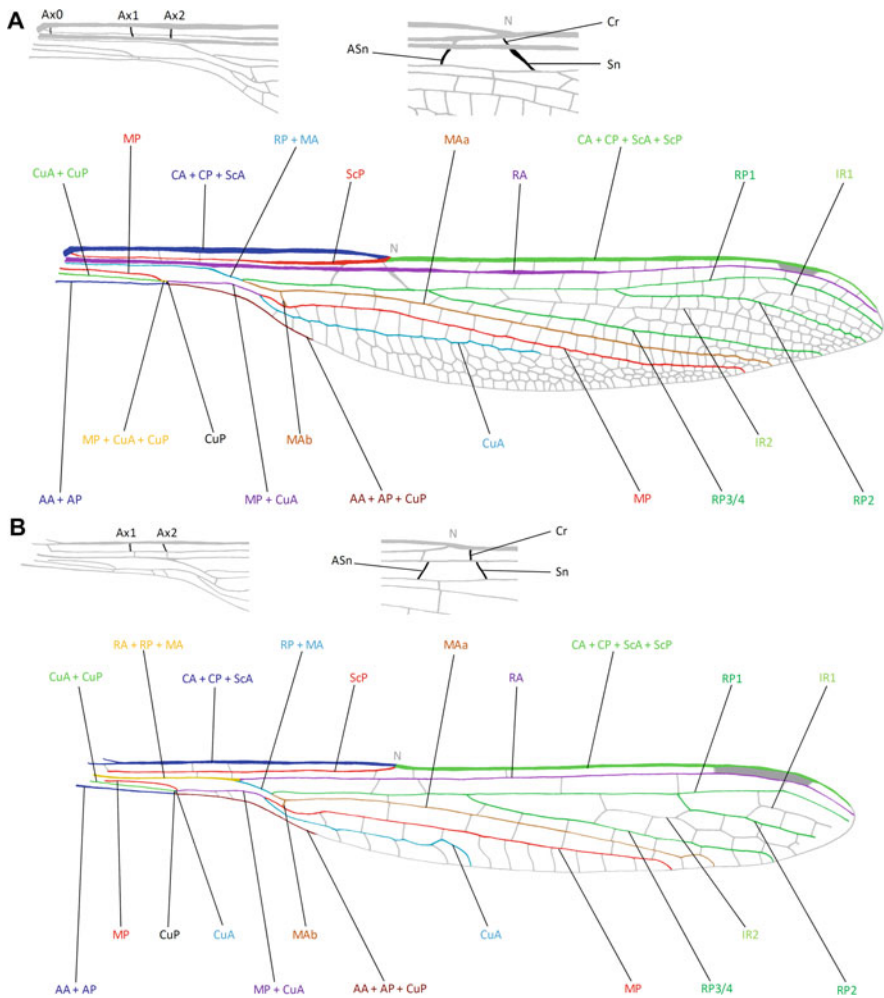 A
Ax0 Ax1 Ax2 N Cr
ASn Sn
MP RP + MA MAa CA + CP + ScA + ScP
CuA + CuP CA + CP + ScA ScP RA RP1 IR1
N
MP + CuA + CuP CuP MAb CuA IR2
AA + AP MP + CuA AA + AP + CuP MP RP3/4 RP2
B
Ax1 Ax2 N Cr
ASn Sn
RA + RP + MA RP + MA MAa CA + CP + ScA + ScP
CuA + CuP CA + CP + ScA ScP RA RP1 IR1
N
MP CuP CuA MAb CuA IR2
AA + AP MP + CuA AA + AP + CuP MP RP3/4 RP2